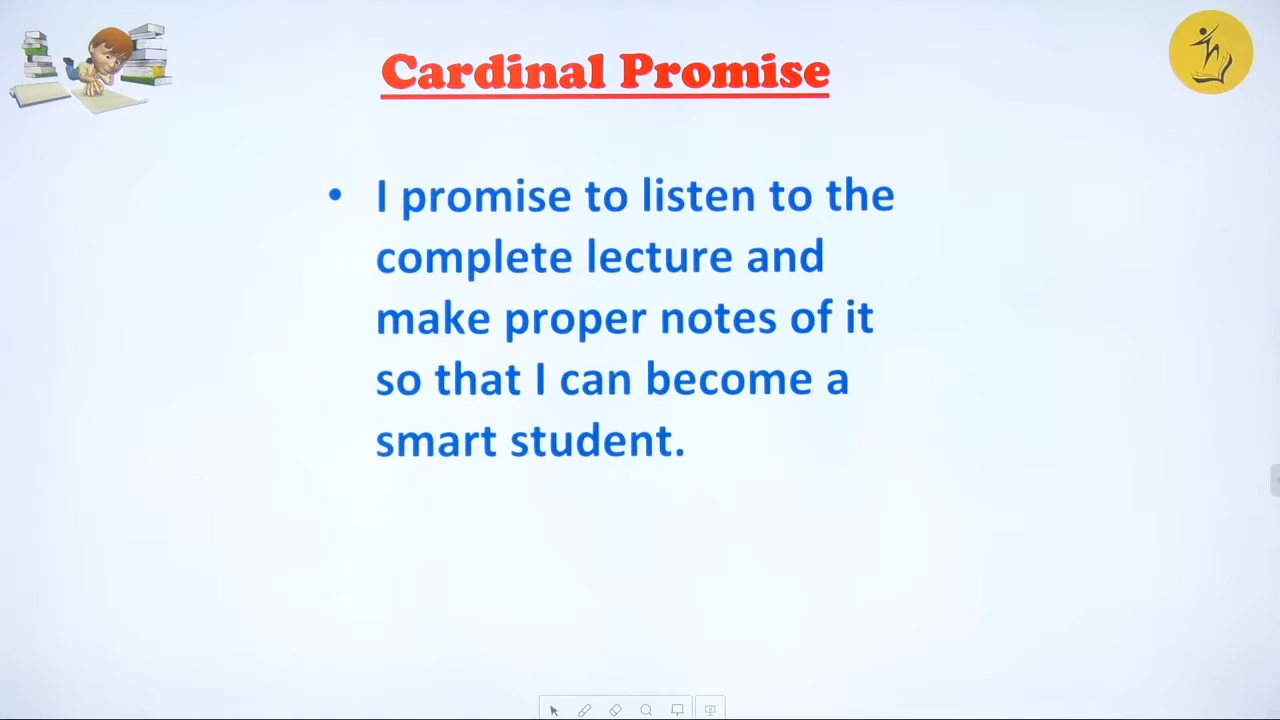 Cardinal Promise
• I promise to listen to the
complete lecture and
make proper notes of it
so that I can become a
smart student.